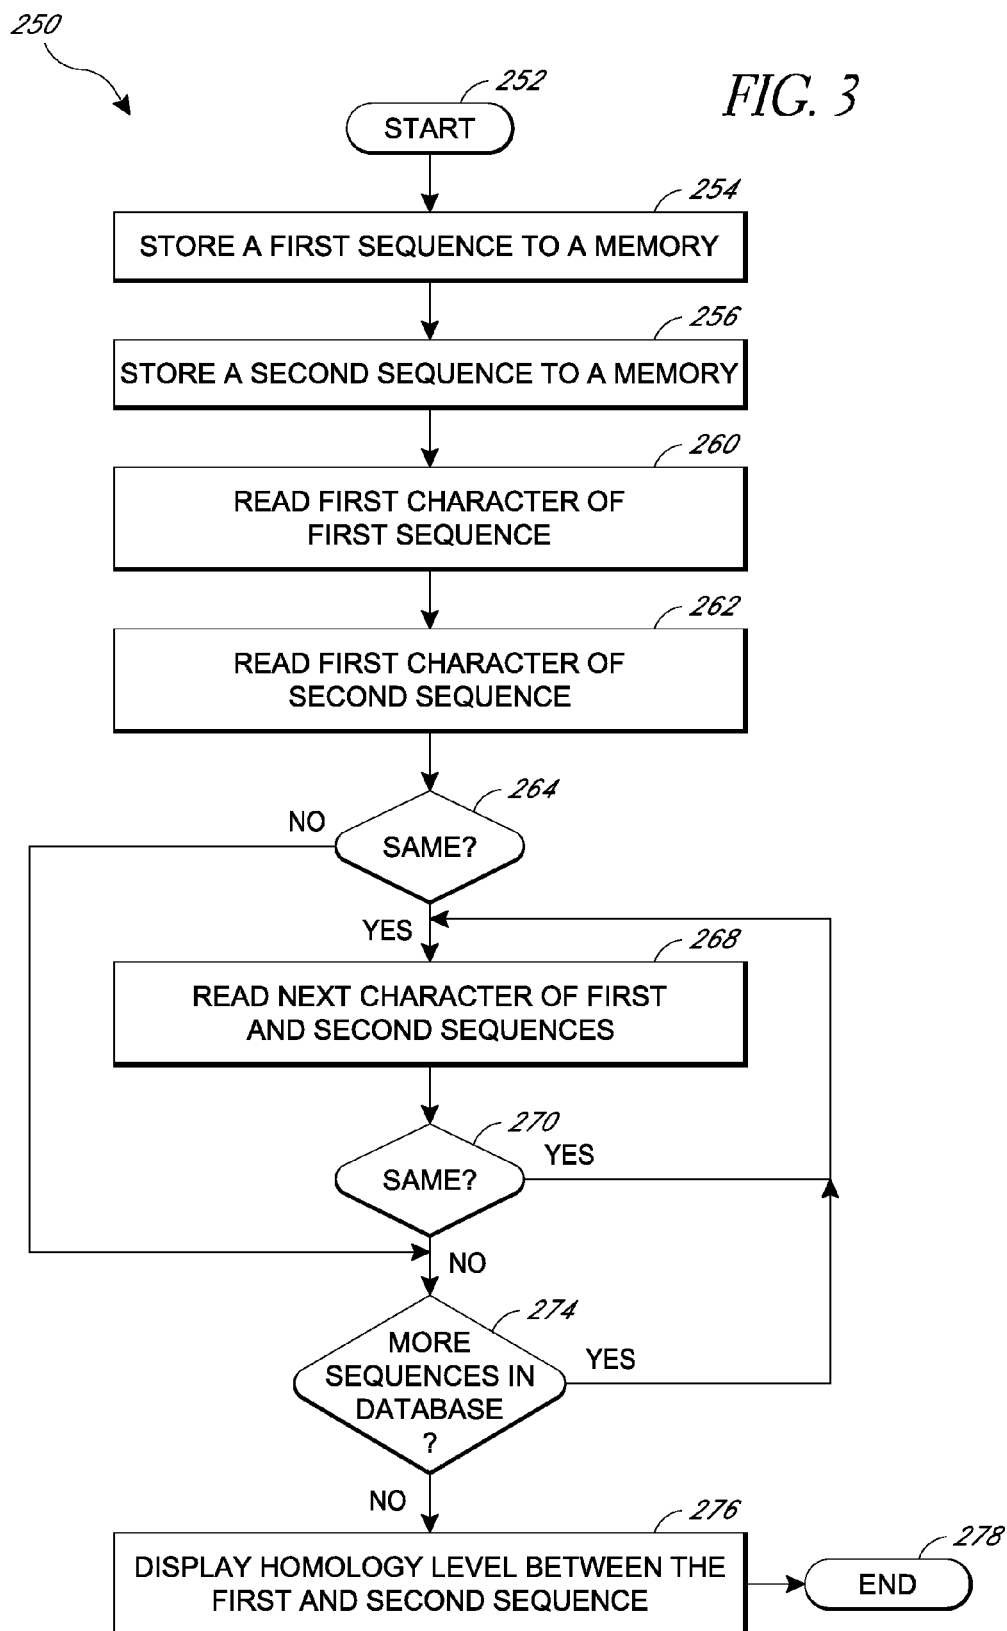 250
FIG. 3
252
START
254
STORE A FIRST SEQUENCE TO A MEMORY
256
STORE A SECOND SEQUENCE TO A MEMORY
260
READ FIRST CHARACTER OF
FIRST SEQUENCE
262
READ FIRST CHARACTER OF
SECOND SEQUENCE
264
NO
SAME?
YES
268
READ NEXT CHARACTER OF FIRST
AND SECOND SEQUENCES
270
YES
SAME?
NO
274
MORE
SEQUENCES IN
DATABASE
?
YES
NO
276
DISPLAY HOMOLOGY LEVEL BETWEEN THE
FIRST AND SECOND SEQUENCE
278
END